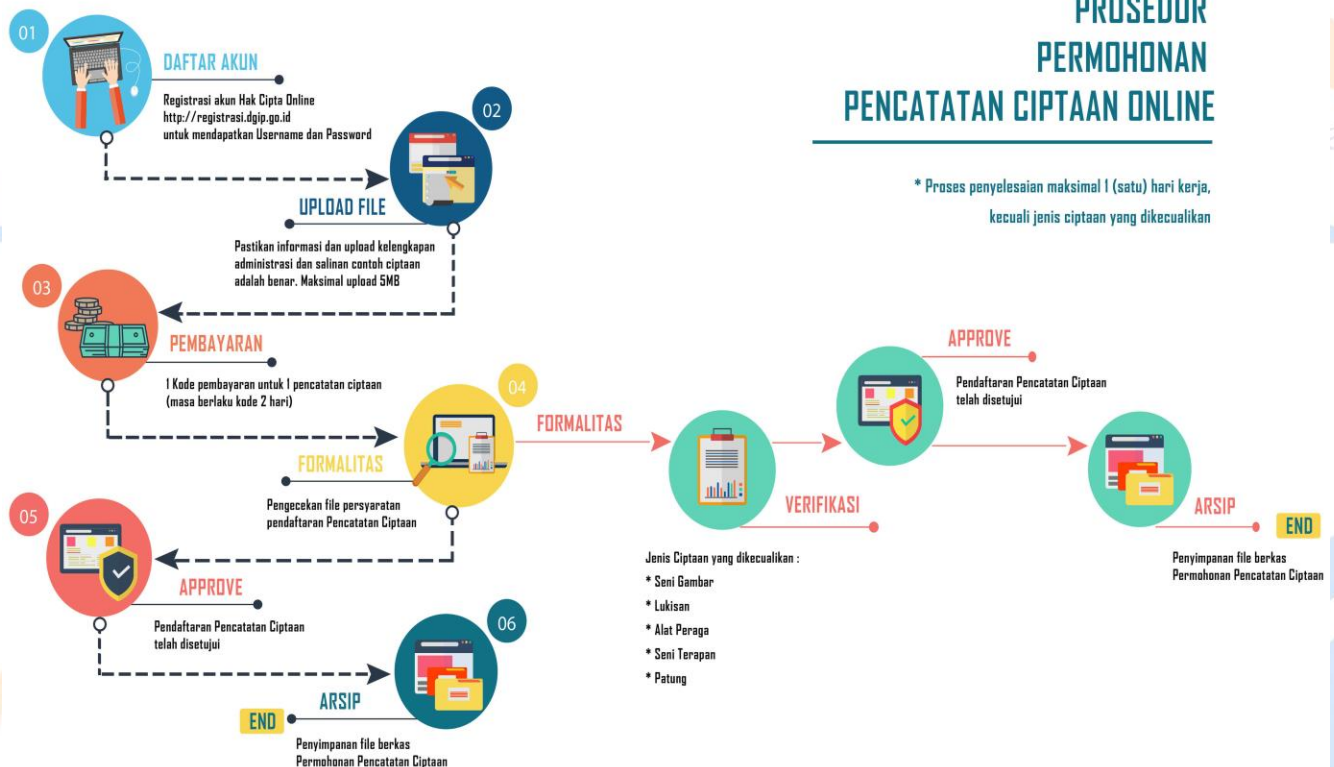 PROSEDUR
PERMOHONAN
PENCATATAN CIPTAAN ONLINE
* Proses penyelesaian maksimal 1 (satu) hari kerja,
kecuali jenis ciptaan yang dikecualikan
01
DAFTAR AKUN
Registrasi akun Hak Cipta Online
http://registrasi.dgip.go.id
untuk mendapatkan Username dan Password
02
UPLOAD FILE
Pastikan informasi dan upload kelengkapan
administrasi dan salinan contoh ciptaan
adalah benar. Maksimal upload 5MB
03
PEMBAYARAN
1 Kode pembayaran untuk 1 pencatatan ciptaan
(masa berlaku kode 2 hari)
04
FORMALITAS
Pengecekan file persyaratan
pendaftaran Pencatatan Ciptaan
05
APPROVE
Pendaftaran Pencatatan Ciptaan
telah disetujui
06
ARSIP
END
Penyimpanan file berkas
Permohonan Pencatatan Ciptaan
FORMALITAS
VERIFIKASI
Jenis Ciptaan yang dikecualikan :
* Seni Gambar
* Lukisan
* Alat Peraga
* Seni Terapan
* Patung
APPROVE
Pendaftaran Pencatatan Ciptaan
telah disetujui
ARSIP
END
Penyimpanan file berkas
Permohonan Pencatatan Ciptaan